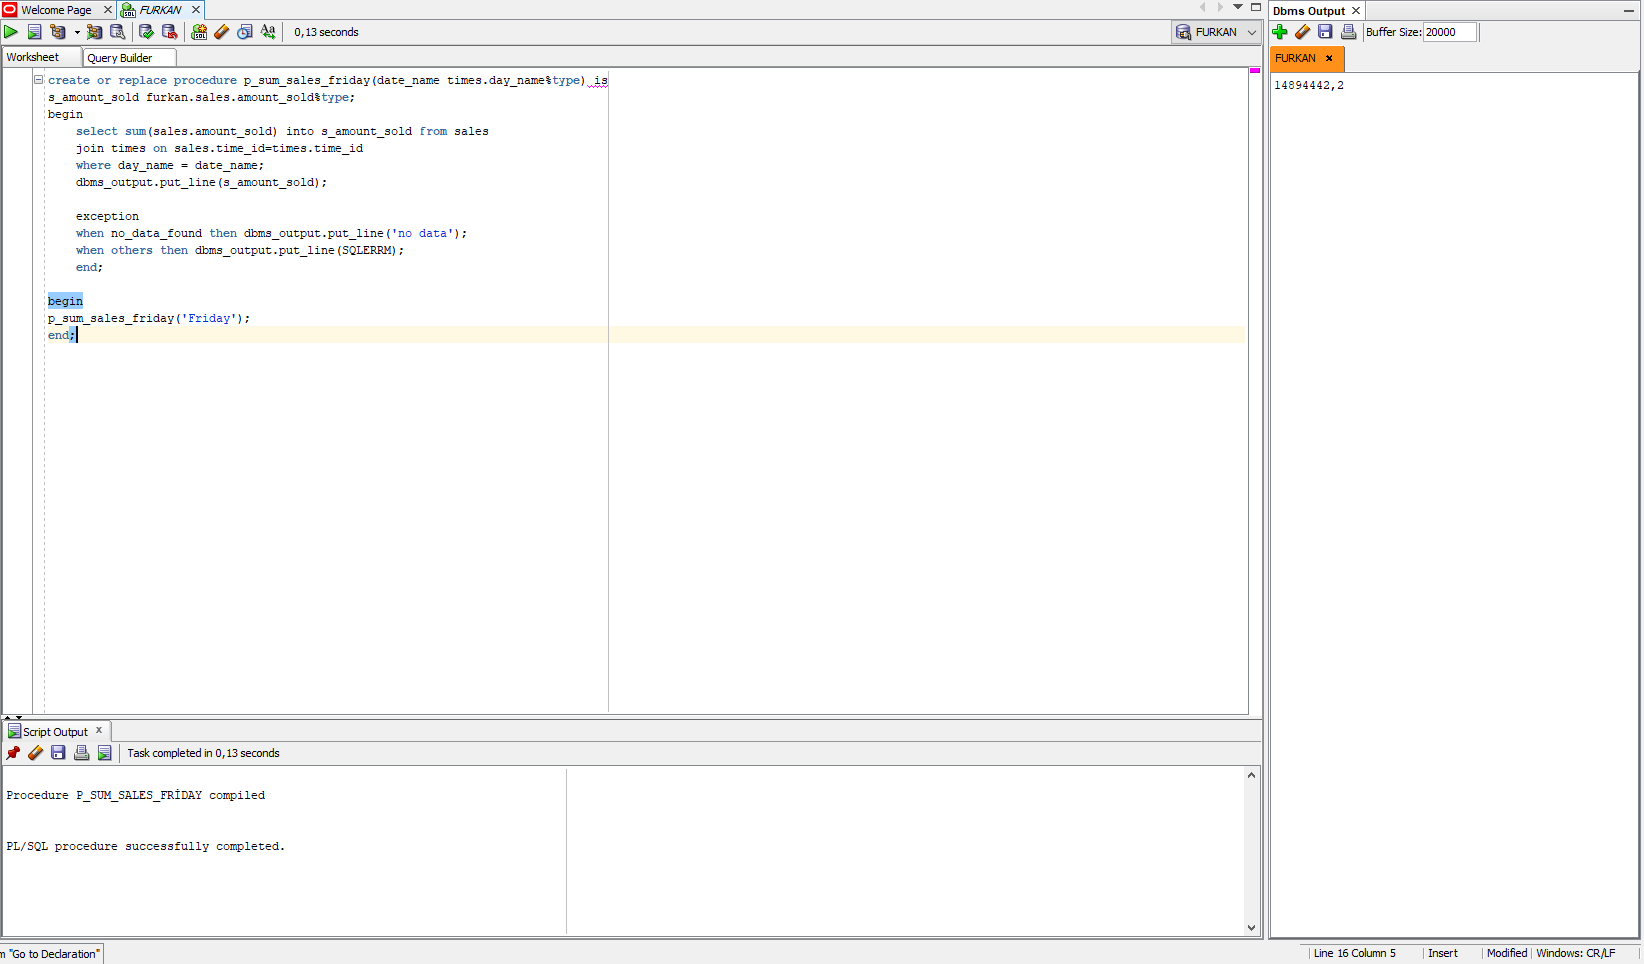 Welcome Page
FURKAN
0,13 seconds
FURKAN
Worksheet
Query Builder
create or replace procedure p_sum_sales_friday(date_name times.day_name%type) is
s_amount_sold furkan.sales.amount_sold%type;
begin
select sum(sales.amount_sold) into s_amount_sold from sales
join times on sales.time_id=times.time_id
where day_name = date_name;
dbms_output.put_line(s_amount_sold);
exception
when no_data_found then dbms_output.put_line('no data');
when others then dbms_output.put_line(SQLERRM);
end;
begin
p_sum_sales_friday('Friday');
end;
Script Output
Task completed in 0,13 seconds
Procedure P_SUM_SALES_FRİDAY compiled
PL/SQL procedure successfully completed.
Dbms Output
Buffer Size: 20000
FURKAN
14894442,2
m "Go to Declaration"
Line 16 Column 5
Insert
Modified
Windows: CR/LF